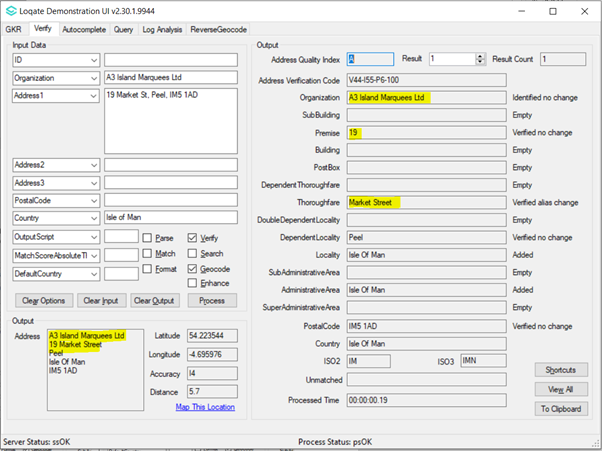 Loqate Demonstration UI v2.30.1.9944
GKR Verify Autocomplete Query Log Analysis ReverseGeocode
Input Data
ID
Organization A3 Island Marquees Ltd
Address1 19 Market St, Peel, IM5 1AD
Address2
Address3
PostalCode
Country Isle of Man
OutputScript Parse Verify
MatchScoreAbsoluteTl Match Search
Format Geocode
DefaultCountry Enhance
Clear Options Clear Input Clear Output Process
Output
Address A3 Island Marquees Ltd
19 Market Street
Peel
Isle Of Man
IM5 1AD
Latitude 54.223544
Longitude -4.695976
Accuracy I4
Distance 5.7
Map This Location
Output
Address Quality Index A Result 1 Result Count 1
Address Verification Code V44-I55-P6-100
Organization A3 Island Marquees Ltd Identified no change
SubBuilding Empty
Premise 19 Verified no change
Building Empty
PostBox Empty
DependentThoroughfare Empty
Thoroughfare Market Street Verified alias change
DoubleDependentLocality Empty
DependentLocality Peel Verified no change
Locality Isle Of Man Added
SubAdministrativeArea Empty
AdministrativeArea Isle Of Man Added
SuperAdministrativeArea Empty
PostalCode IM5 1AD Verified no change
Country Isle Of Man
ISO2 IM ISO3 IMN
Unmatched
Processed Time 00:00:00.19
Shortcuts
View All
To Clipboard
Server Status: ssOK Process Status: psOK